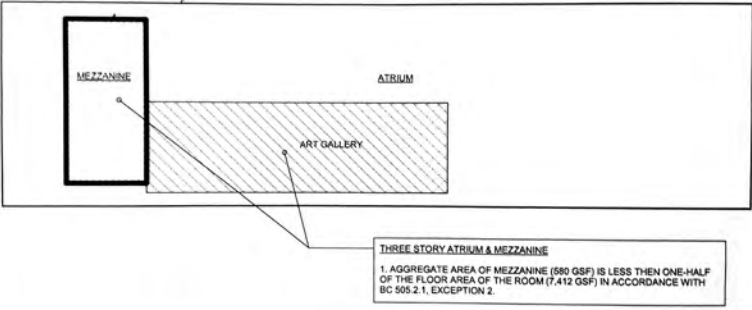 MEZZANINE
ATRIUM
ART GALLERY
THREE STORY ATRIUM & MEZZANINE
1. AGGREGATE AREA OF MEZZANINE (580 GSF) IS LESS THEN ONE-HALF
OF THE FLOOR AREA OF THE ROOM (7,412 GSF) IN ACCORDANCE WITH
BC 505.2.1, EXCEPTION 2.